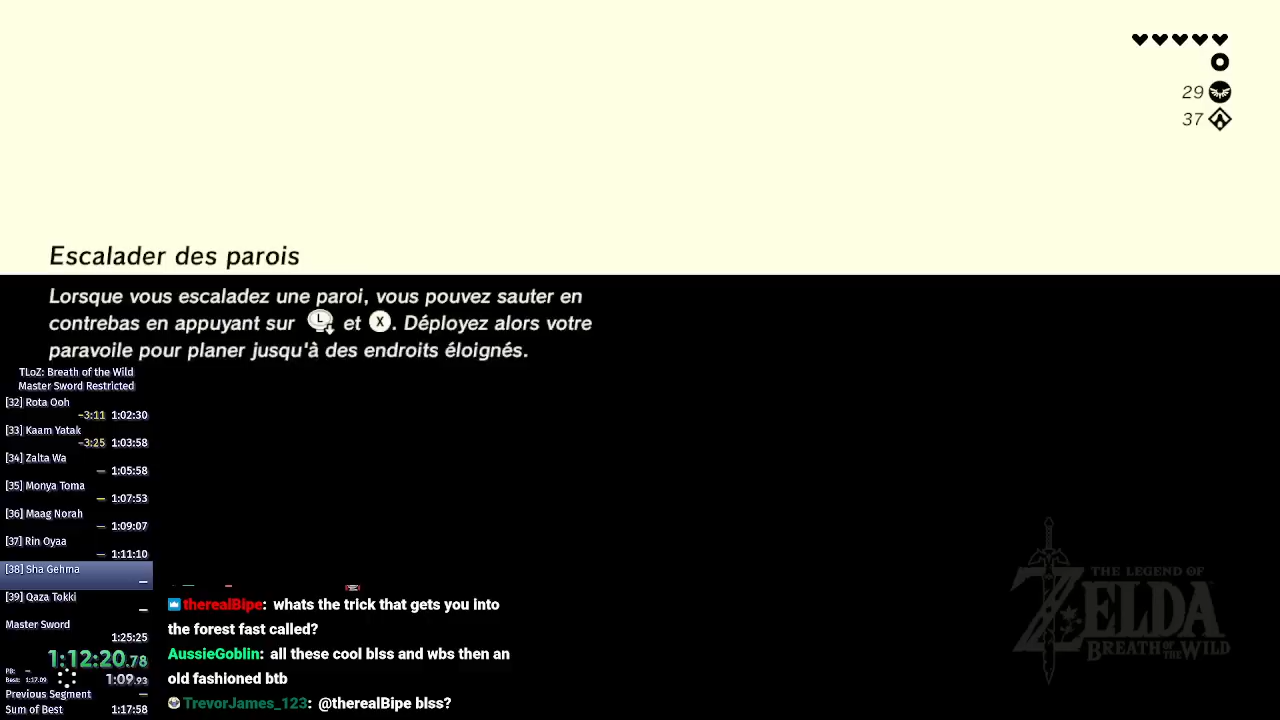 29
37
Escalader des parois
Lorsque vous escaladez une paroi, vous pouvez sauter en
contrebas en appuyant sur L et X. Déployez alors votre
paravoile pour planer jusqu'à des endroits éloignés.
TLoZ: Breath of the Wild
Master Sword Restricted
[32] Rota Ooh
-3:11 1:02:30
[33] Kaam Yatak
-3:25 1:03:58
[34] Zalta Wa
— 1:05:58
[35] Monya Toma
— 1:07:53
[36] Maag Norah
— 1:09:07
[37] Rin Oyaa
— 1:11:10
[38] Sha Gehma
—
[39] Qaza Tokki
—
Master Sword
1:25:25
1:12:20.78
PB: —
Best: 1:17.09
1:09.93
Previous Segment —
Sum of Best 1:17:58
therealBipe: whats the trick that gets you into
the forest fast called?
AussieGoblin: all these cool blss and wbs then an
old fashioned btb
TrevorJames_123: @therealBipe blss?
THE LEGEND OF
ZELDA
BREATH OF THE WILD